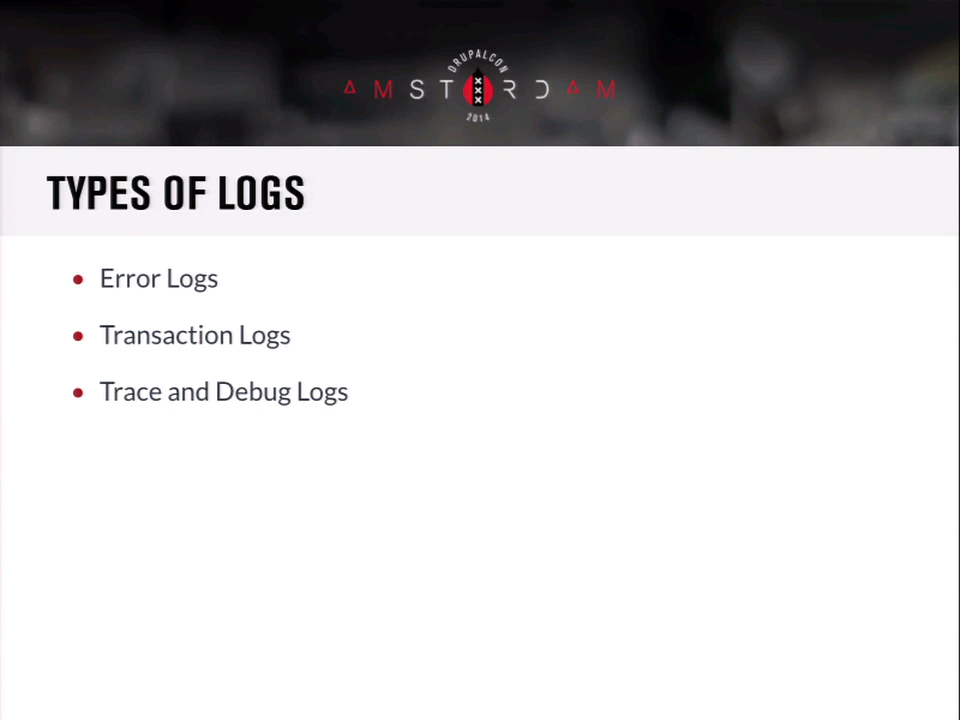 DRUPALCON
AMSTERDAM
2014
TYPES OF LOGS
Error Logs
Transaction Logs
Trace and Debug Logs